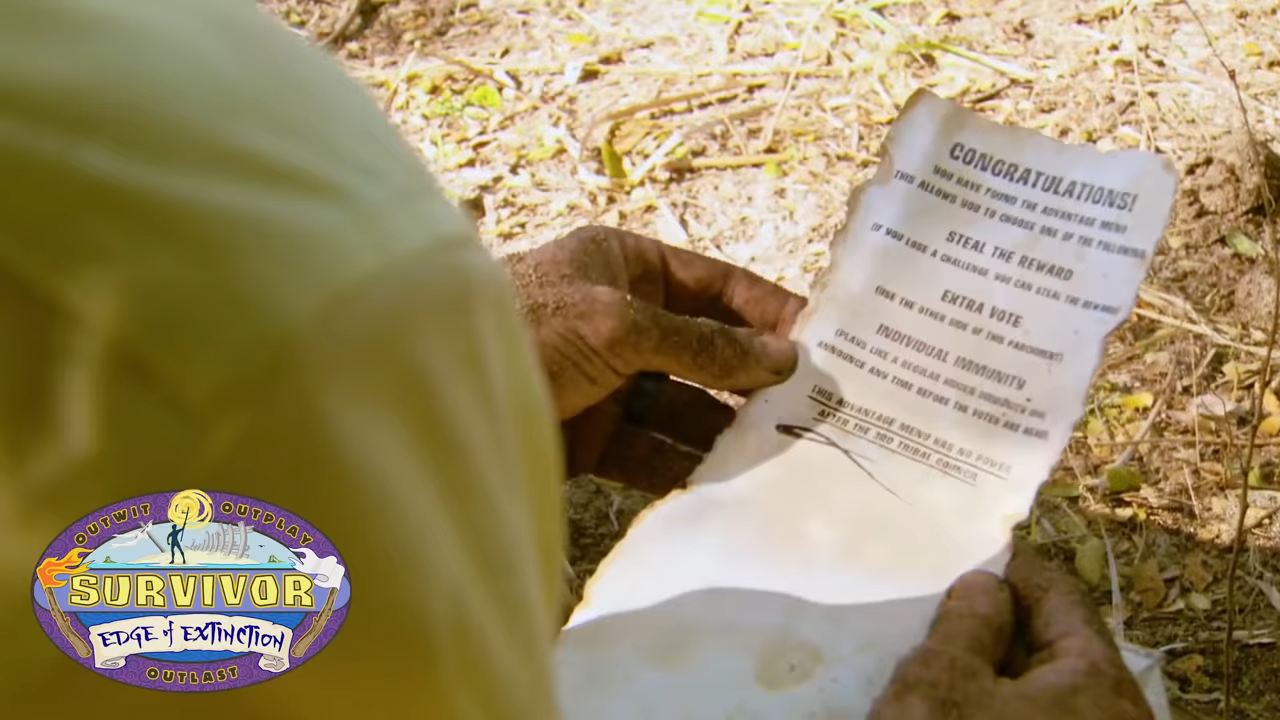 CONGRATULATIONS!
YOU HAVE FOUND THE ADVANTAGE MENU
THIS ALLOWS YOU TO CHOOSE ONE OF THE FOLLOWING
STEAL THE REWARD
(IF YOU LOSE A CHALLENGE YOU CAN STEAL THE REWARD)
EXTRA VOTE
(USE THE OTHER SIDE OF THIS PARCHMENT)
INDIVIDUAL IMMUNITY
(PLAYS LIKE A REGULAR HIDDEN IMMUNITY IDOL
ANNOUNCE ANY TIME BEFORE THE VOTES ARE READ)
THIS ADVANTAGE MENU HAS NO POWER
AFTER THE 3RD TRIBAL COUNCIL
OUTWIT OUTPLAY
SURVIVOR
EDGE of EXTINCTION
OUTLAST